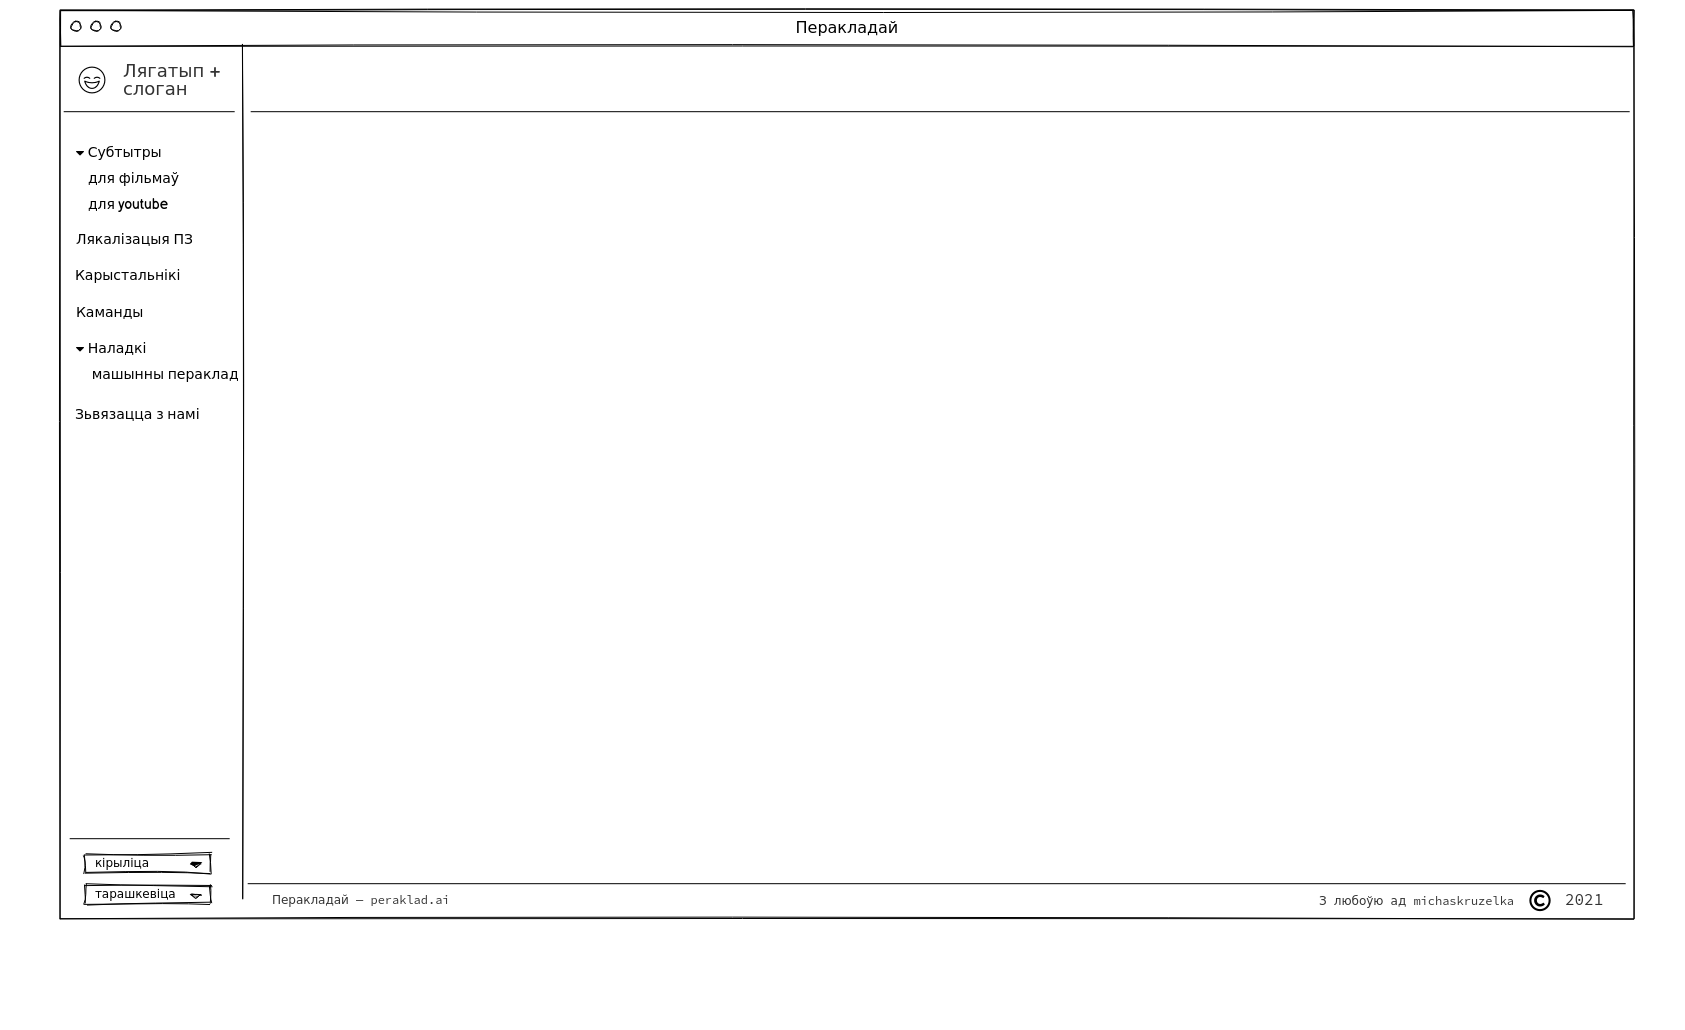 Перакладай
Лягатып +
слоган
Субтытры
для фільмаў
для youtube
Лякалізацыя ПЗ
Карыстальнікі
Каманды
Наладкі
машынны пераклад
Зьвязацца з намі
кірыліца
тарашкевіца
Перакладай — peraklad.ai
З любоўю ад michaskruzelka © 2021